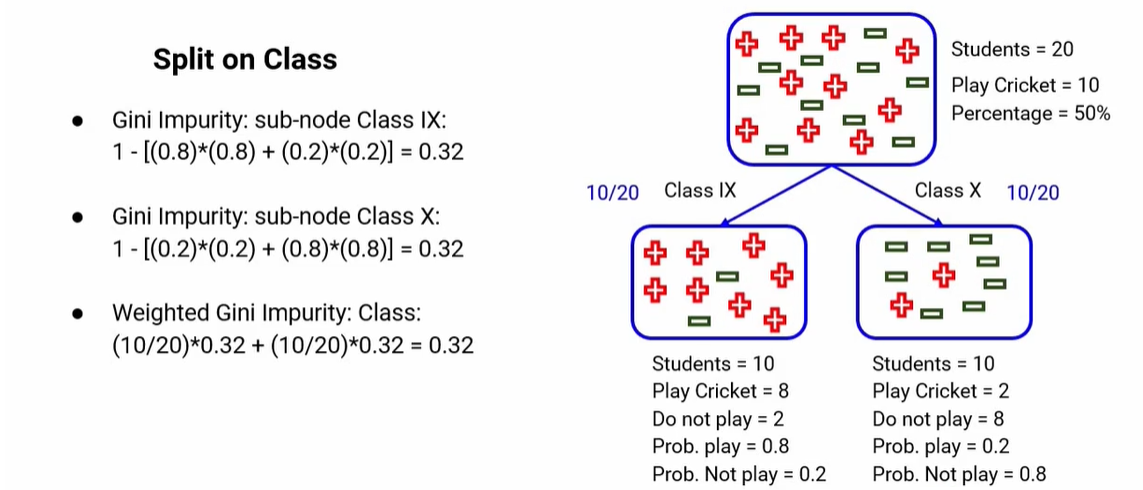 Split on Class
● Gini Impurity: sub-node Class IX:
1 - [(0.8)*(0.8) + (0.2)*(0.2)] = 0.32
● Gini Impurity: sub-node Class X:
1 - [(0.2)*(0.2) + (0.8)*(0.8)] = 0.32
● Weighted Gini Impurity: Class:
(10/20)*0.32 + (10/20)*0.32 = 0.32
Students = 20
Play Cricket = 10
Percentage = 50%
10/20 Class IX
Class X 10/20
Students = 10
Play Cricket = 8
Do not play = 2
Prob. play = 0.8
Prob. Not play = 0.2
Students = 10
Play Cricket = 2
Do not play = 8
Prob. play = 0.2
Prob. Not play = 0.8